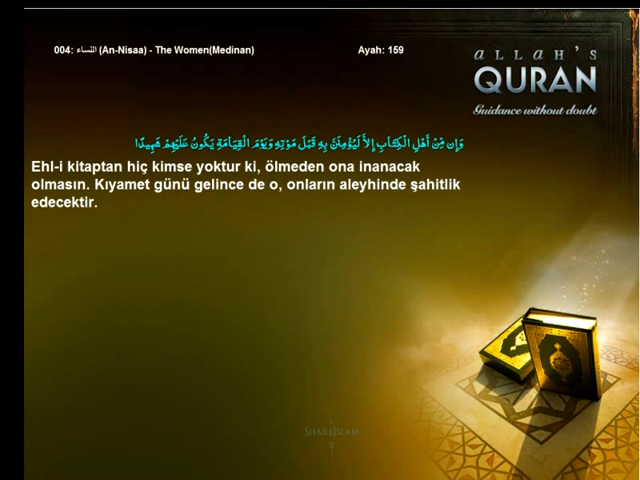 004: النساء (An-Nisaa) - The Women(Medinan) Ayah: 159
ALLAH'S
QURAN
Guidance without doubt
وَإِن مِّنْ أَهْلِ الْكِتَابِ إِلاَّ لَيُؤْمِنَنَّ بِهِ قَبْلَ مَوْتِهِ وَيَوْمَ الْقِيَامَةِ يَكُونُ عَلَيْهِمْ شَهِيدًا
Ehl-i kitaptan hiç kimse yoktur ki, ölmeden ona inanacak
olmasın. Kıyamet günü gelince de o, onların aleyhinde şahitlik
edecektir.
SHAREISLAM